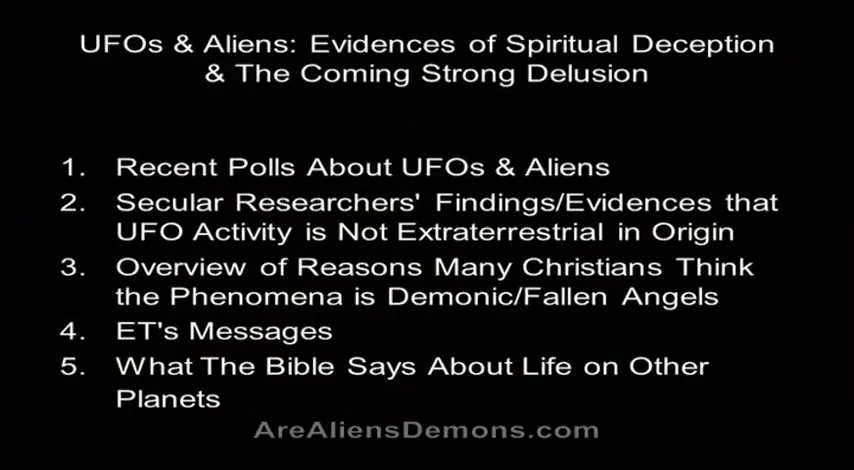 UFOs & Aliens: Evidences of Spiritual Deception
& The Coming Strong Delusion
1. Recent Polls About UFOs & Aliens
2. Secular Researchers' Findings/Evidences that
UFO Activity is Not Extraterrestrial in Origin
3. Overview of Reasons Many Christians Think
the Phenomena is Demonic/Fallen Angels
4. ET's Messages
5. What The Bible Says About Life on Other
Planets
AreAliensDemons.com